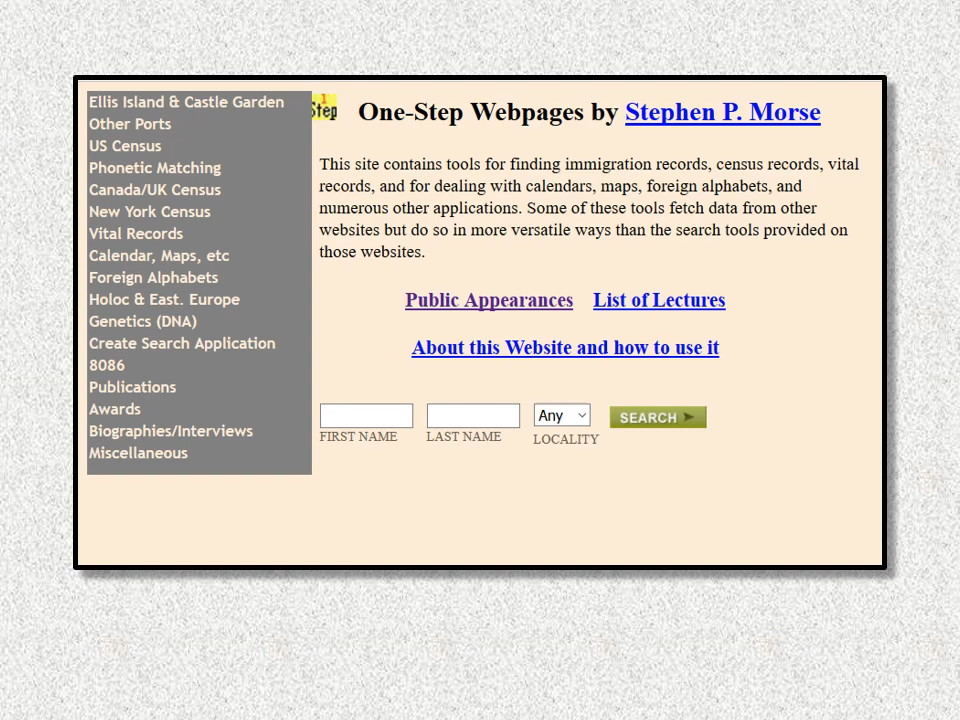 Ellis Island & Castle Garden
Other Ports
US Census
Phonetic Matching
Canada/UK Census
New York Census
Vital Records
Calendar, Maps, etc
Foreign Alphabets
Holoc & East. Europe
Genetics (DNA)
Create Search Application
8086
Publications
Awards
Biographies/Interviews
Miscellaneous
1
Step
One-Step Webpages by Stephen P. Morse
This site contains tools for finding immigration records, census records, vital
records, and for dealing with calendars, maps, foreign alphabets, and
numerous other applications. Some of these tools fetch data from other
websites but do so in more versatile ways than the search tools provided on
those websites.
Public Appearances List of Lectures
About this Website and how to use it
Any SEARCH
FIRST NAME LAST NAME LOCALITY